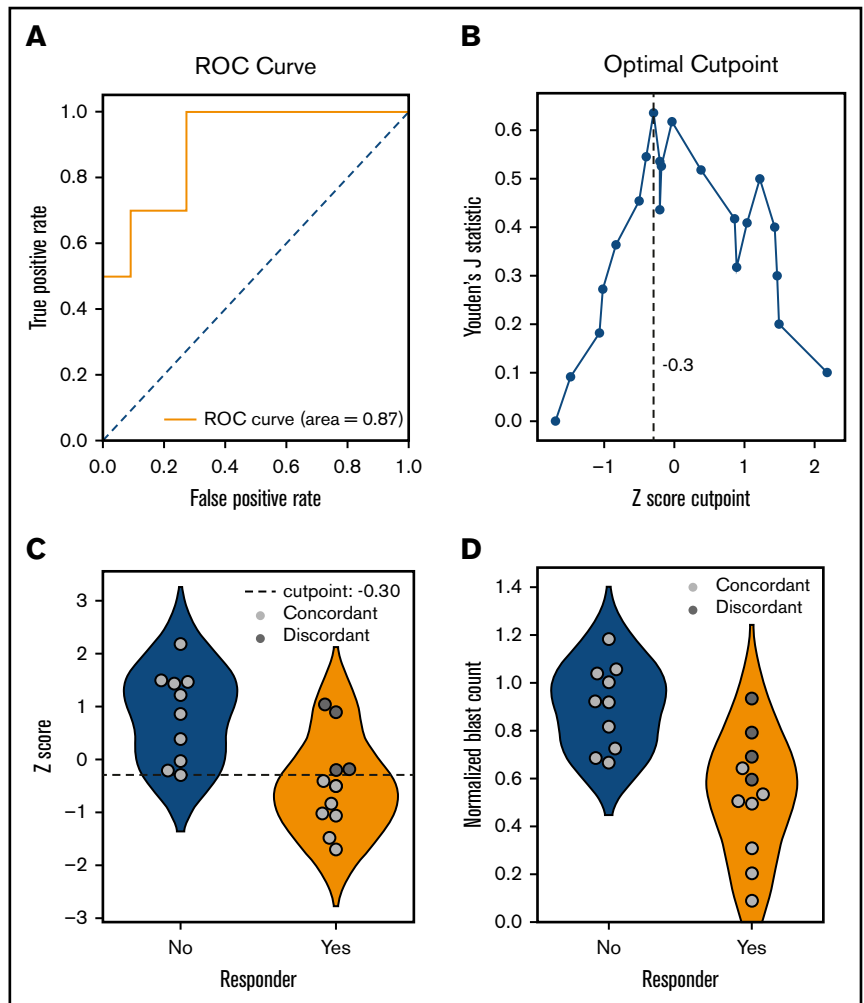 A
ROC Curve
1.0
0.8
0.6
0.4
0.2
0.0
True positive rate
ROC curve (area = 0.87)
0.0 0.2 0.4 0.6 0.8 1.0
False positive rate
B
Optimal Cutpoint
0.6
0.5
0.4
0.3
0.2
0.1
0.0
Youden's J statistic
-0.3
−1 0 1 2
Z score cutpoint
C
3
2
1
0
−1
−2
−3
Z score
cutpoint: -0.30
Concordant
Discordant
No Yes
Responder
D
1.4
1.2
1.0
0.8
0.6
0.4
0.2
0.0
Normalized blast count
Concordant
Discordant
No Yes
Responder